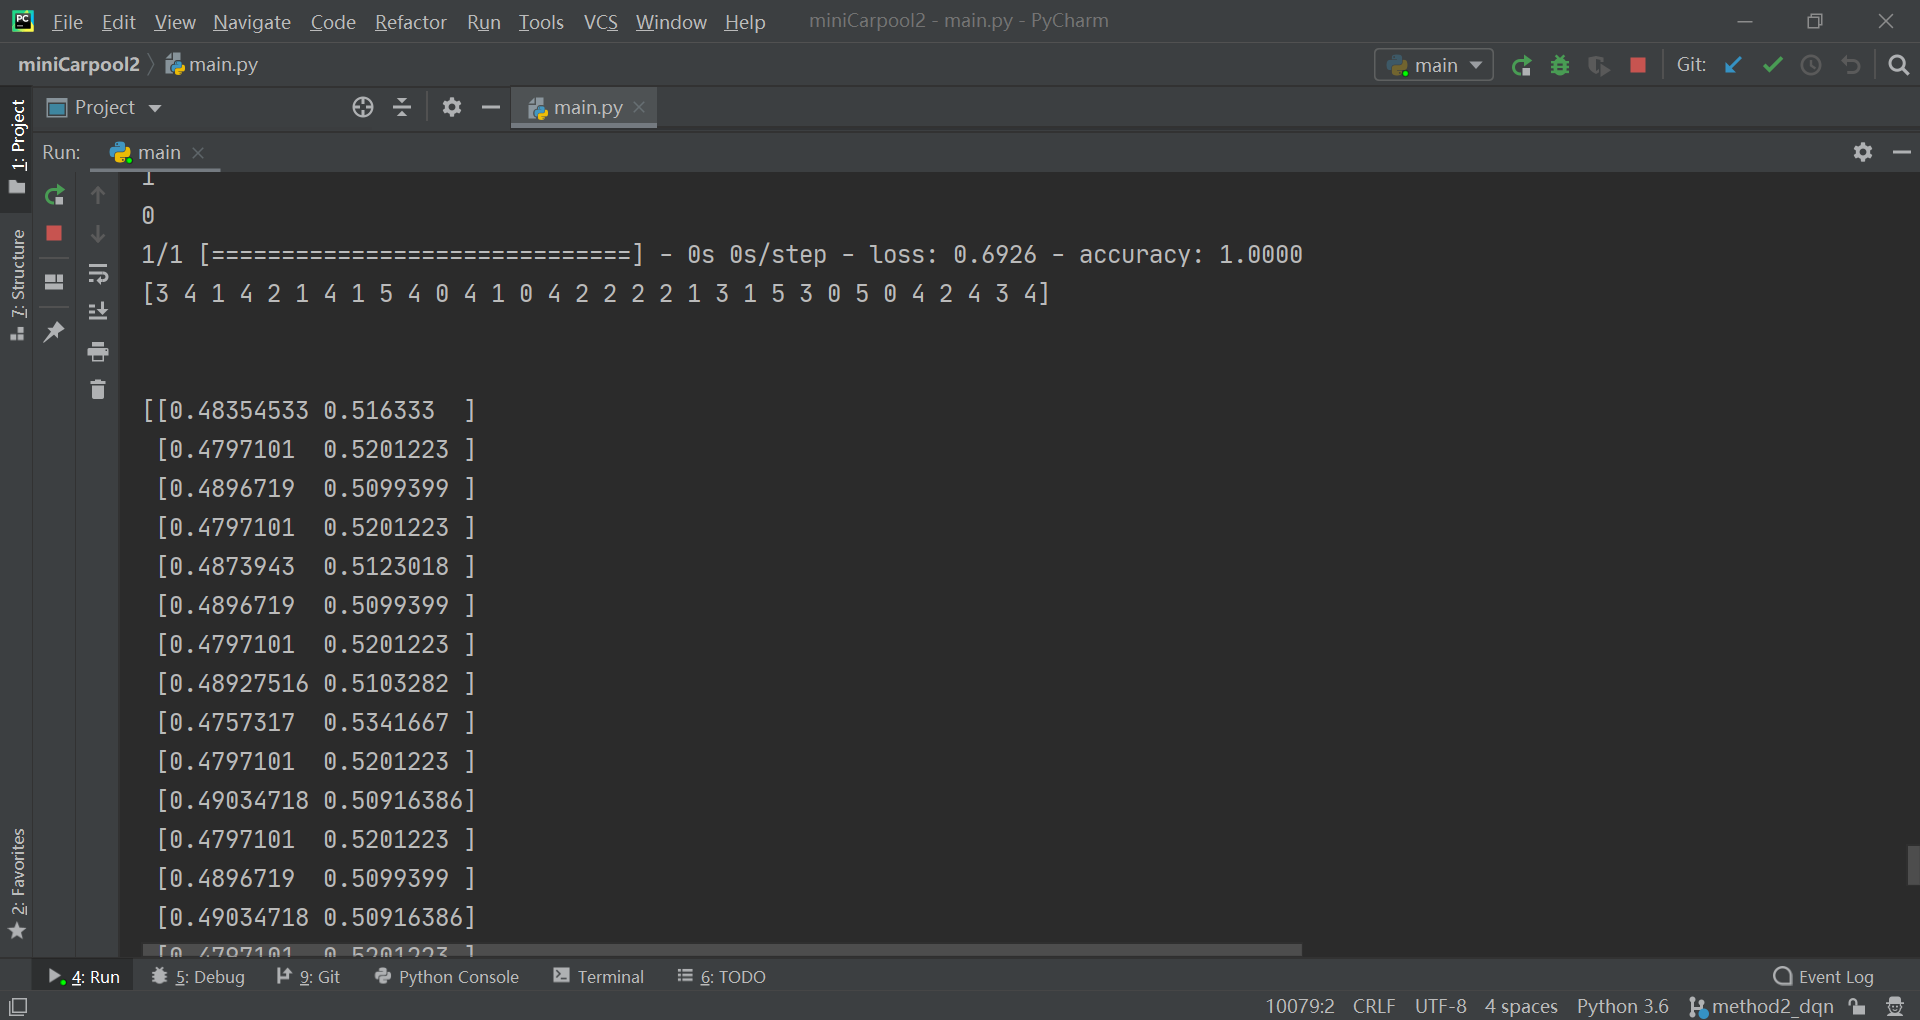 File Edit View Navigate Code Refactor Run Tools VCS Window Help miniCarpool2 - main.py - PyCharm
miniCarpool2 main.py main Git:
1: Project
Project main.py
Run: main
1
0
1/1 [==============================] - 0s 0s/step - loss: 0.6926 - accuracy: 1.0000
[3 4 1 4 2 1 4 1 5 4 0 4 1 0 4 2 2 2 2 1 3 1 5 3 0 5 0 4 2 4 3 4]
7: Structure
[[0.48354533 0.516333  ]
[0.4797101  0.5201223 ]
[0.4896719  0.5099399 ]
[0.4797101  0.5201223 ]
[0.4873943  0.5123018 ]
[0.4896719  0.5099399 ]
[0.4797101  0.5201223 ]
[0.48927516 0.5103282 ]
[0.4757317  0.5341667 ]
[0.4797101  0.5201223 ]
[0.49034718 0.50916386]
[0.4797101  0.5201223 ]
[0.4896719  0.5099399 ]
[0.49034718 0.50916386]
[0.4797101  0.5201223 ]
2: Favorites
4: Run 5: Debug 9: Git Python Console Terminal 6: TODO Event Log
10079:2 CRLF UTF-8 4 spaces Python 3.6 method2_dqn